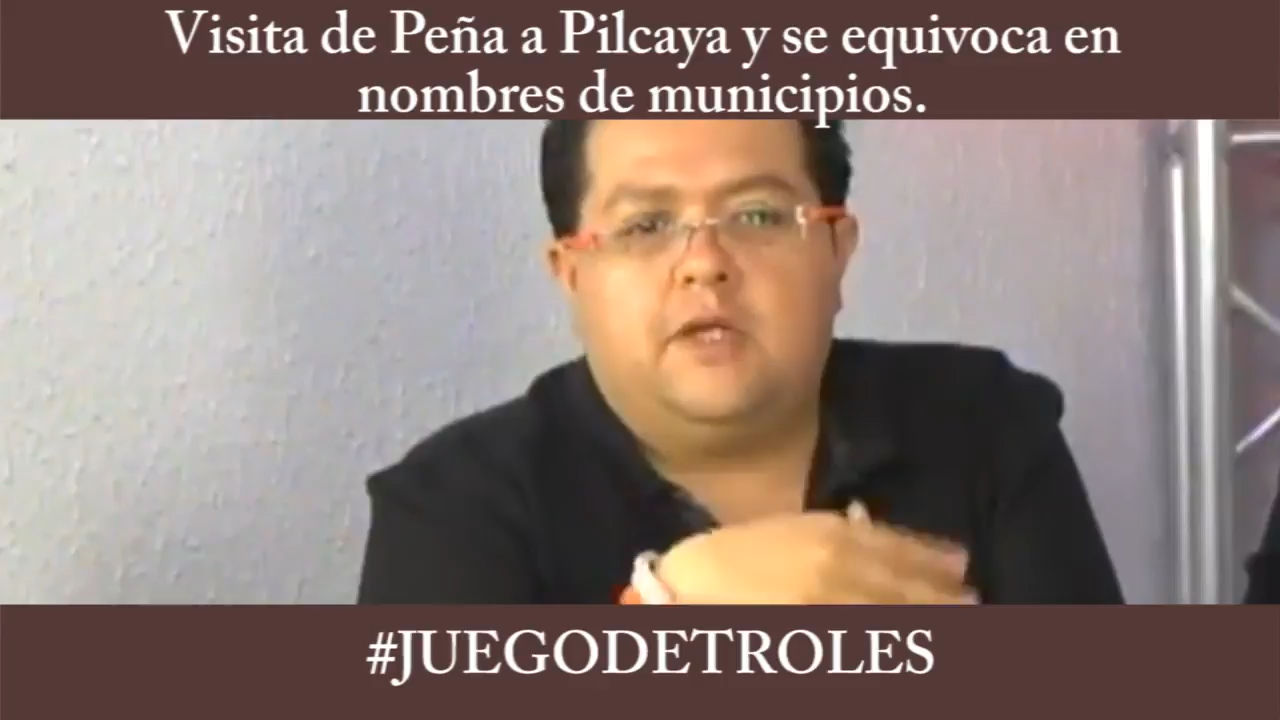 Visita de Peña a Pilcaya y se equivoca en
nombres de municipios.
#JUEGODETROLES